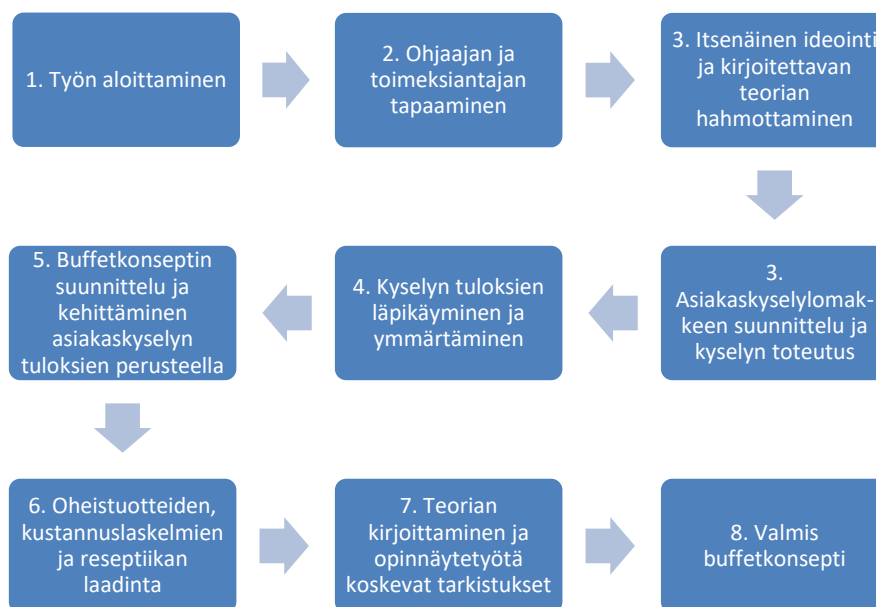 1. Työn aloittaminen
2. Ohjaajan ja
toimeksiantajan
tapaaminen
3. Itsenäinen ideointi
ja kirjoitettavan
teorian
hahmottaminen
3.
Asiakaskyselylomak-
keen suunnittelu ja
kyselyn toteutus
4. Kyselyn tuloksien
läpikäyminen ja
ymmärtäminen
5. Buffetkonseptin
suunnittelu ja
kehittäminen
asiakaskyselyn
tuloksien perusteella
6. Oheistuotteiden,
kustannuslaskelmien
ja reseptiikan
laadinta
7. Teorian
kirjoittaminen ja
opinnäytetyötä
koskevat tarkistukset
8. Valmis
buffetkonsepti